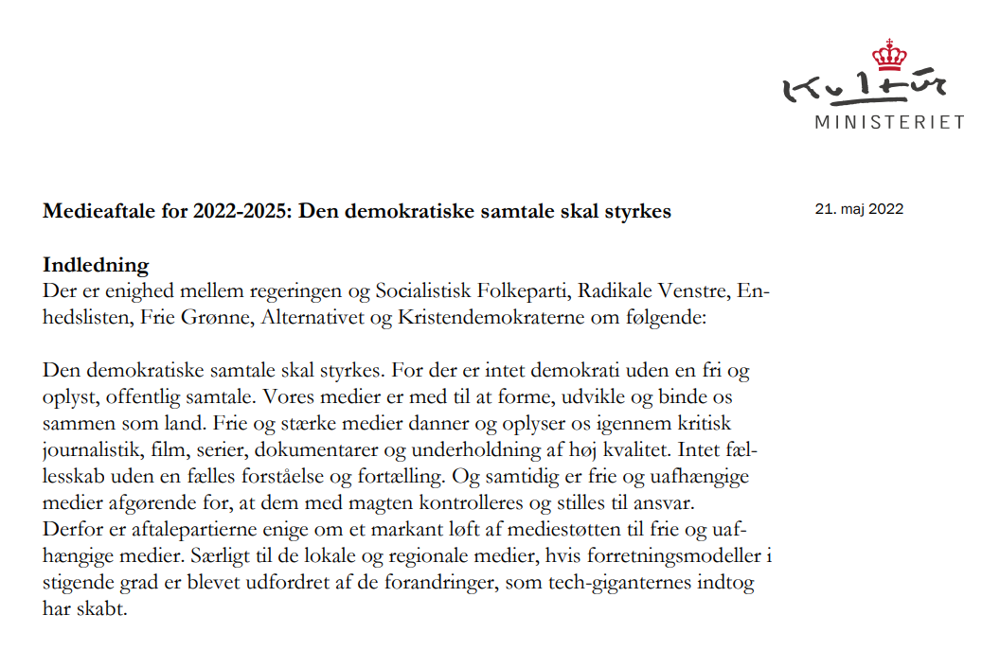 Kultur
MINISTERIET
Medieaftale for 2022-2025: Den demokratiske samtale skal styrkes
21. maj 2022
Indledning
Der er enighed mellem regeringen og Socialistisk Folkeparti, Radikale Venstre, En-
hedslisten, Frie Grønne, Alternativet og Kristendemokraterne om følgende:
Den demokratiske samtale skal styrkes. For der er intet demokrati uden en fri og
oplyst, offentlig samtale. Vores medier er med til at forme, udvikle og binde os
sammen som land. Frie og stærke medier danner og oplyser os igennem kritisk
journalistik, film, serier, dokumentarer og underholdning af høj kvalitet. Intet fæl-
lesskab uden en fælles forståelse og fortælling. Og samtidig er frie og uafhængige
medier afgørende for, at dem med magten kontrolleres og stilles til ansvar.
Derfor er aftalepartierne enige om et markant løft af mediestøtten til frie og uaf-
hængige medier. Særligt til de lokale og regionale medier, hvis forretningsmodeller i
stigende grad er blevet udfordret af de forandringer, som tech-giganternes indtog
har skabt.